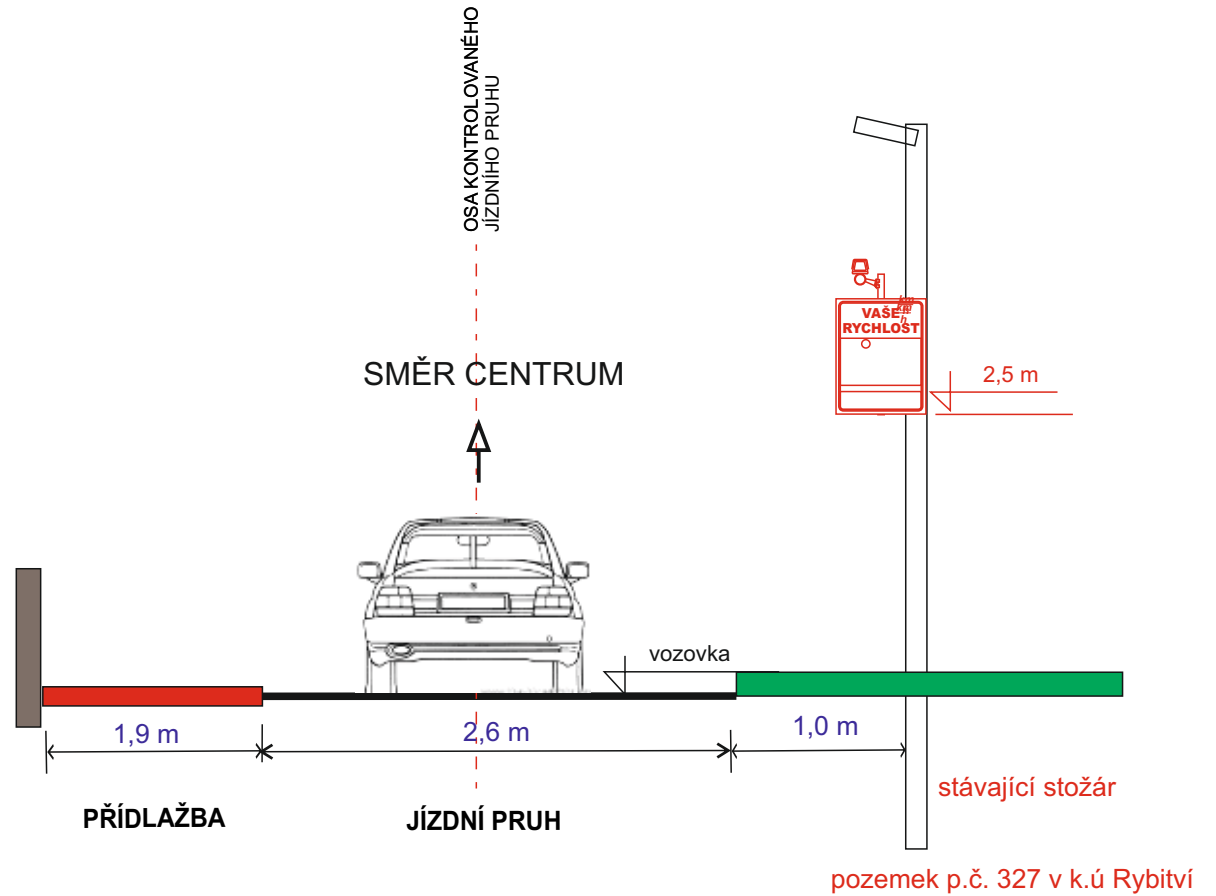 OSA KONTROLOVANÉHO
JÍZDNÍHO PRUHU
km
h
VAŠE
RYCHLOST
SMĚR CENTRUM
2,5 m
vozovka
1,9 m
2,6 m
1,0 m
stávající stožár
PŘÍDLAŽBA
JÍZDNÍ PRUH
pozemek p.č. 327 v k.ú Rybitví